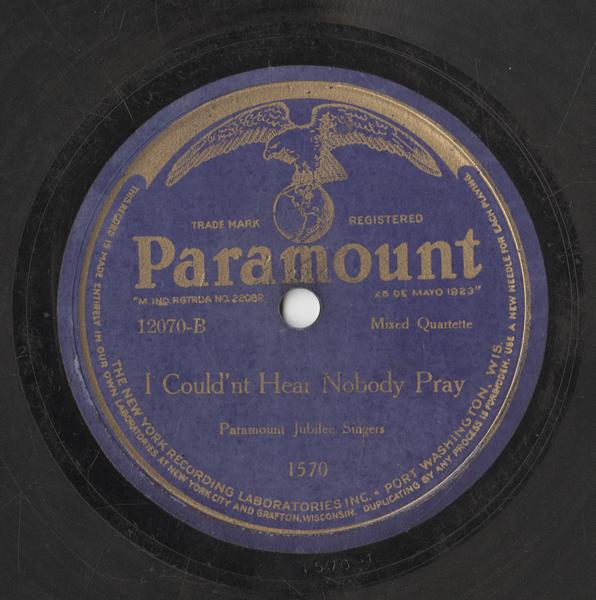 TRADE MARK REGISTERED
Paramount
"M. IND. RGTRDA NO. 22089. 25 DE MAYO 1923"
12070-B Mixed Quartette
I Could'nt Hear Nobody Pray
Paramount Jubilee Singers
1570
THIS RECORD IS MADE ENTIRELY IN OUR OWN LABORATORIES AT NEW YORK CITY AND GRAFTON, WISCONSIN. DUPLICATING BY ANY PROCESS IS FORBIDDEN. USE A NEW NEEDLE FOR EACH PLAYING.
THE NEW YORK RECORDING LABORATORIES INC. • PORT WASHINGTON, WIS.